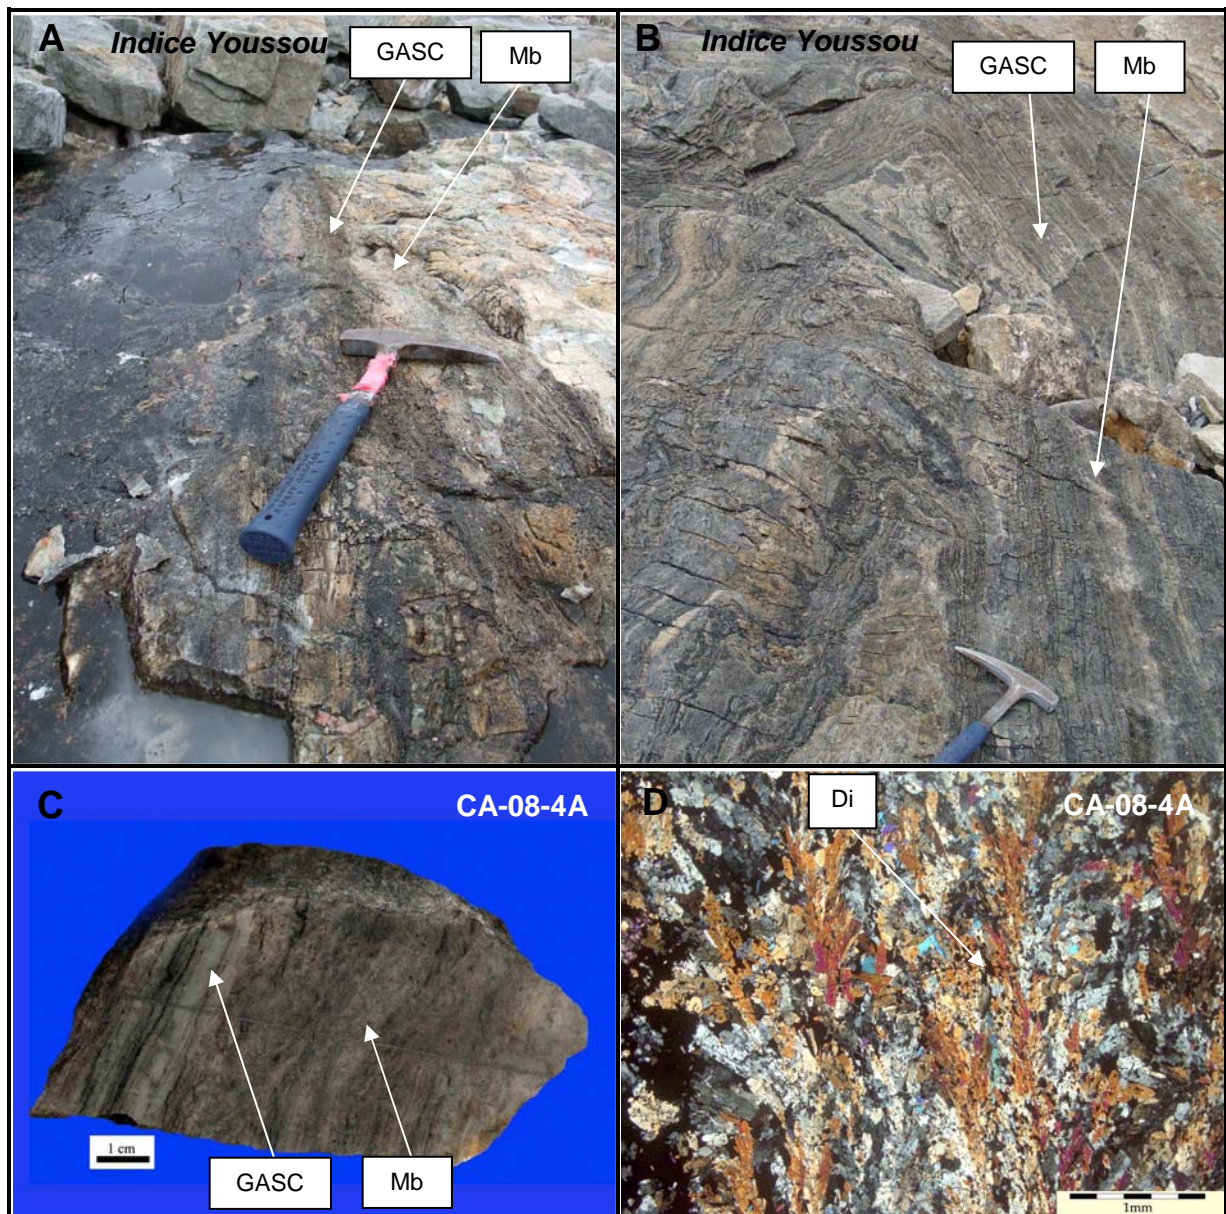 A Indice Youssou GASC Mb
B Indice Youssou GASC Mb
C CA-08-4A
1 cm
GASC Mb
D Di CA-08-4A
1mm